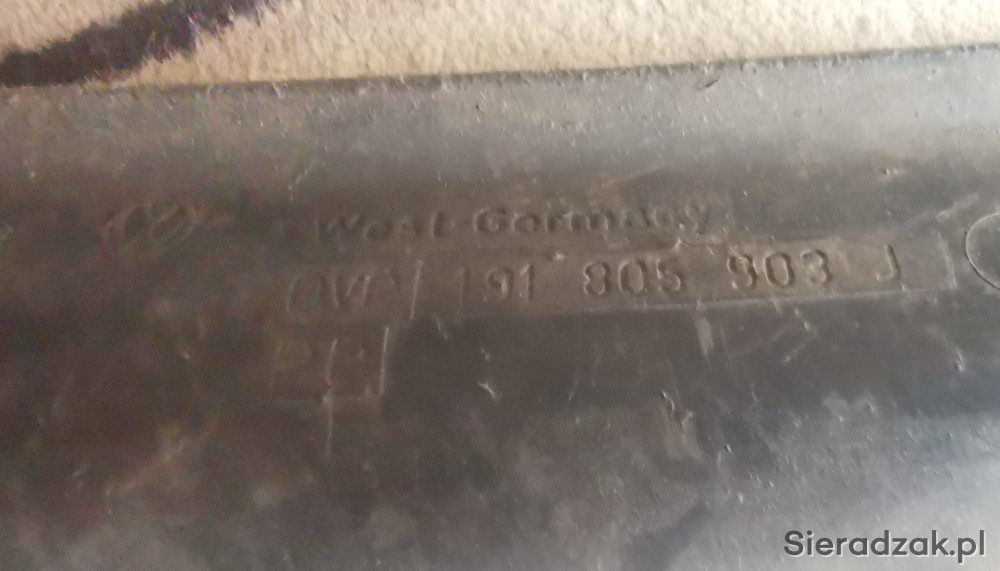 West-Germany
191 805 903 J
Sieradzak.pl